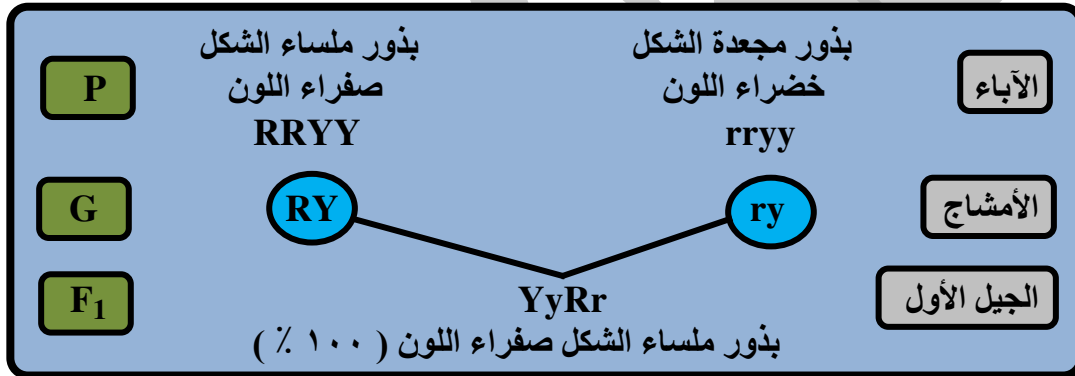 الآباء
بذور مجعدة الشكل
خضراء اللون
rryy
بذور ملساء الشكل
صفراء اللون
RRYY
P
الأمشاج
ry
RY
G
الجيل الأول
YyRr
بذور ملساء الشكل صفراء اللون ( ١٠٠ ٪ )
F₁